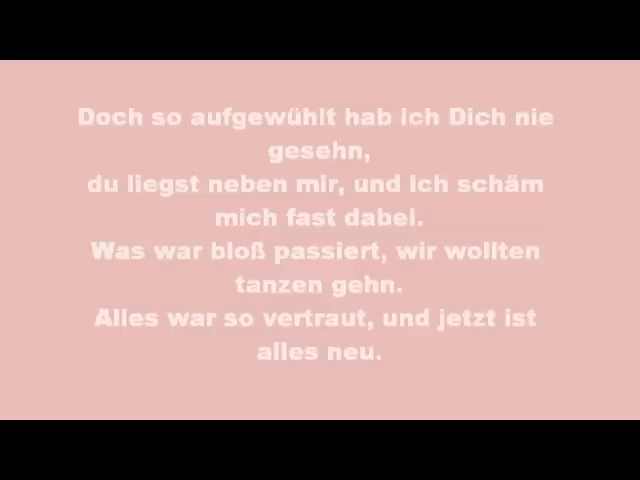 Doch so aufgewühlt hab ich Dich nie
gesehn,
du liegst neben mir, und ich schäm
mich fast dabei.
Was war bloß passiert, wir wollten
tanzen gehn.
Alles war so vertraut, und jetzt ist
alles neu.